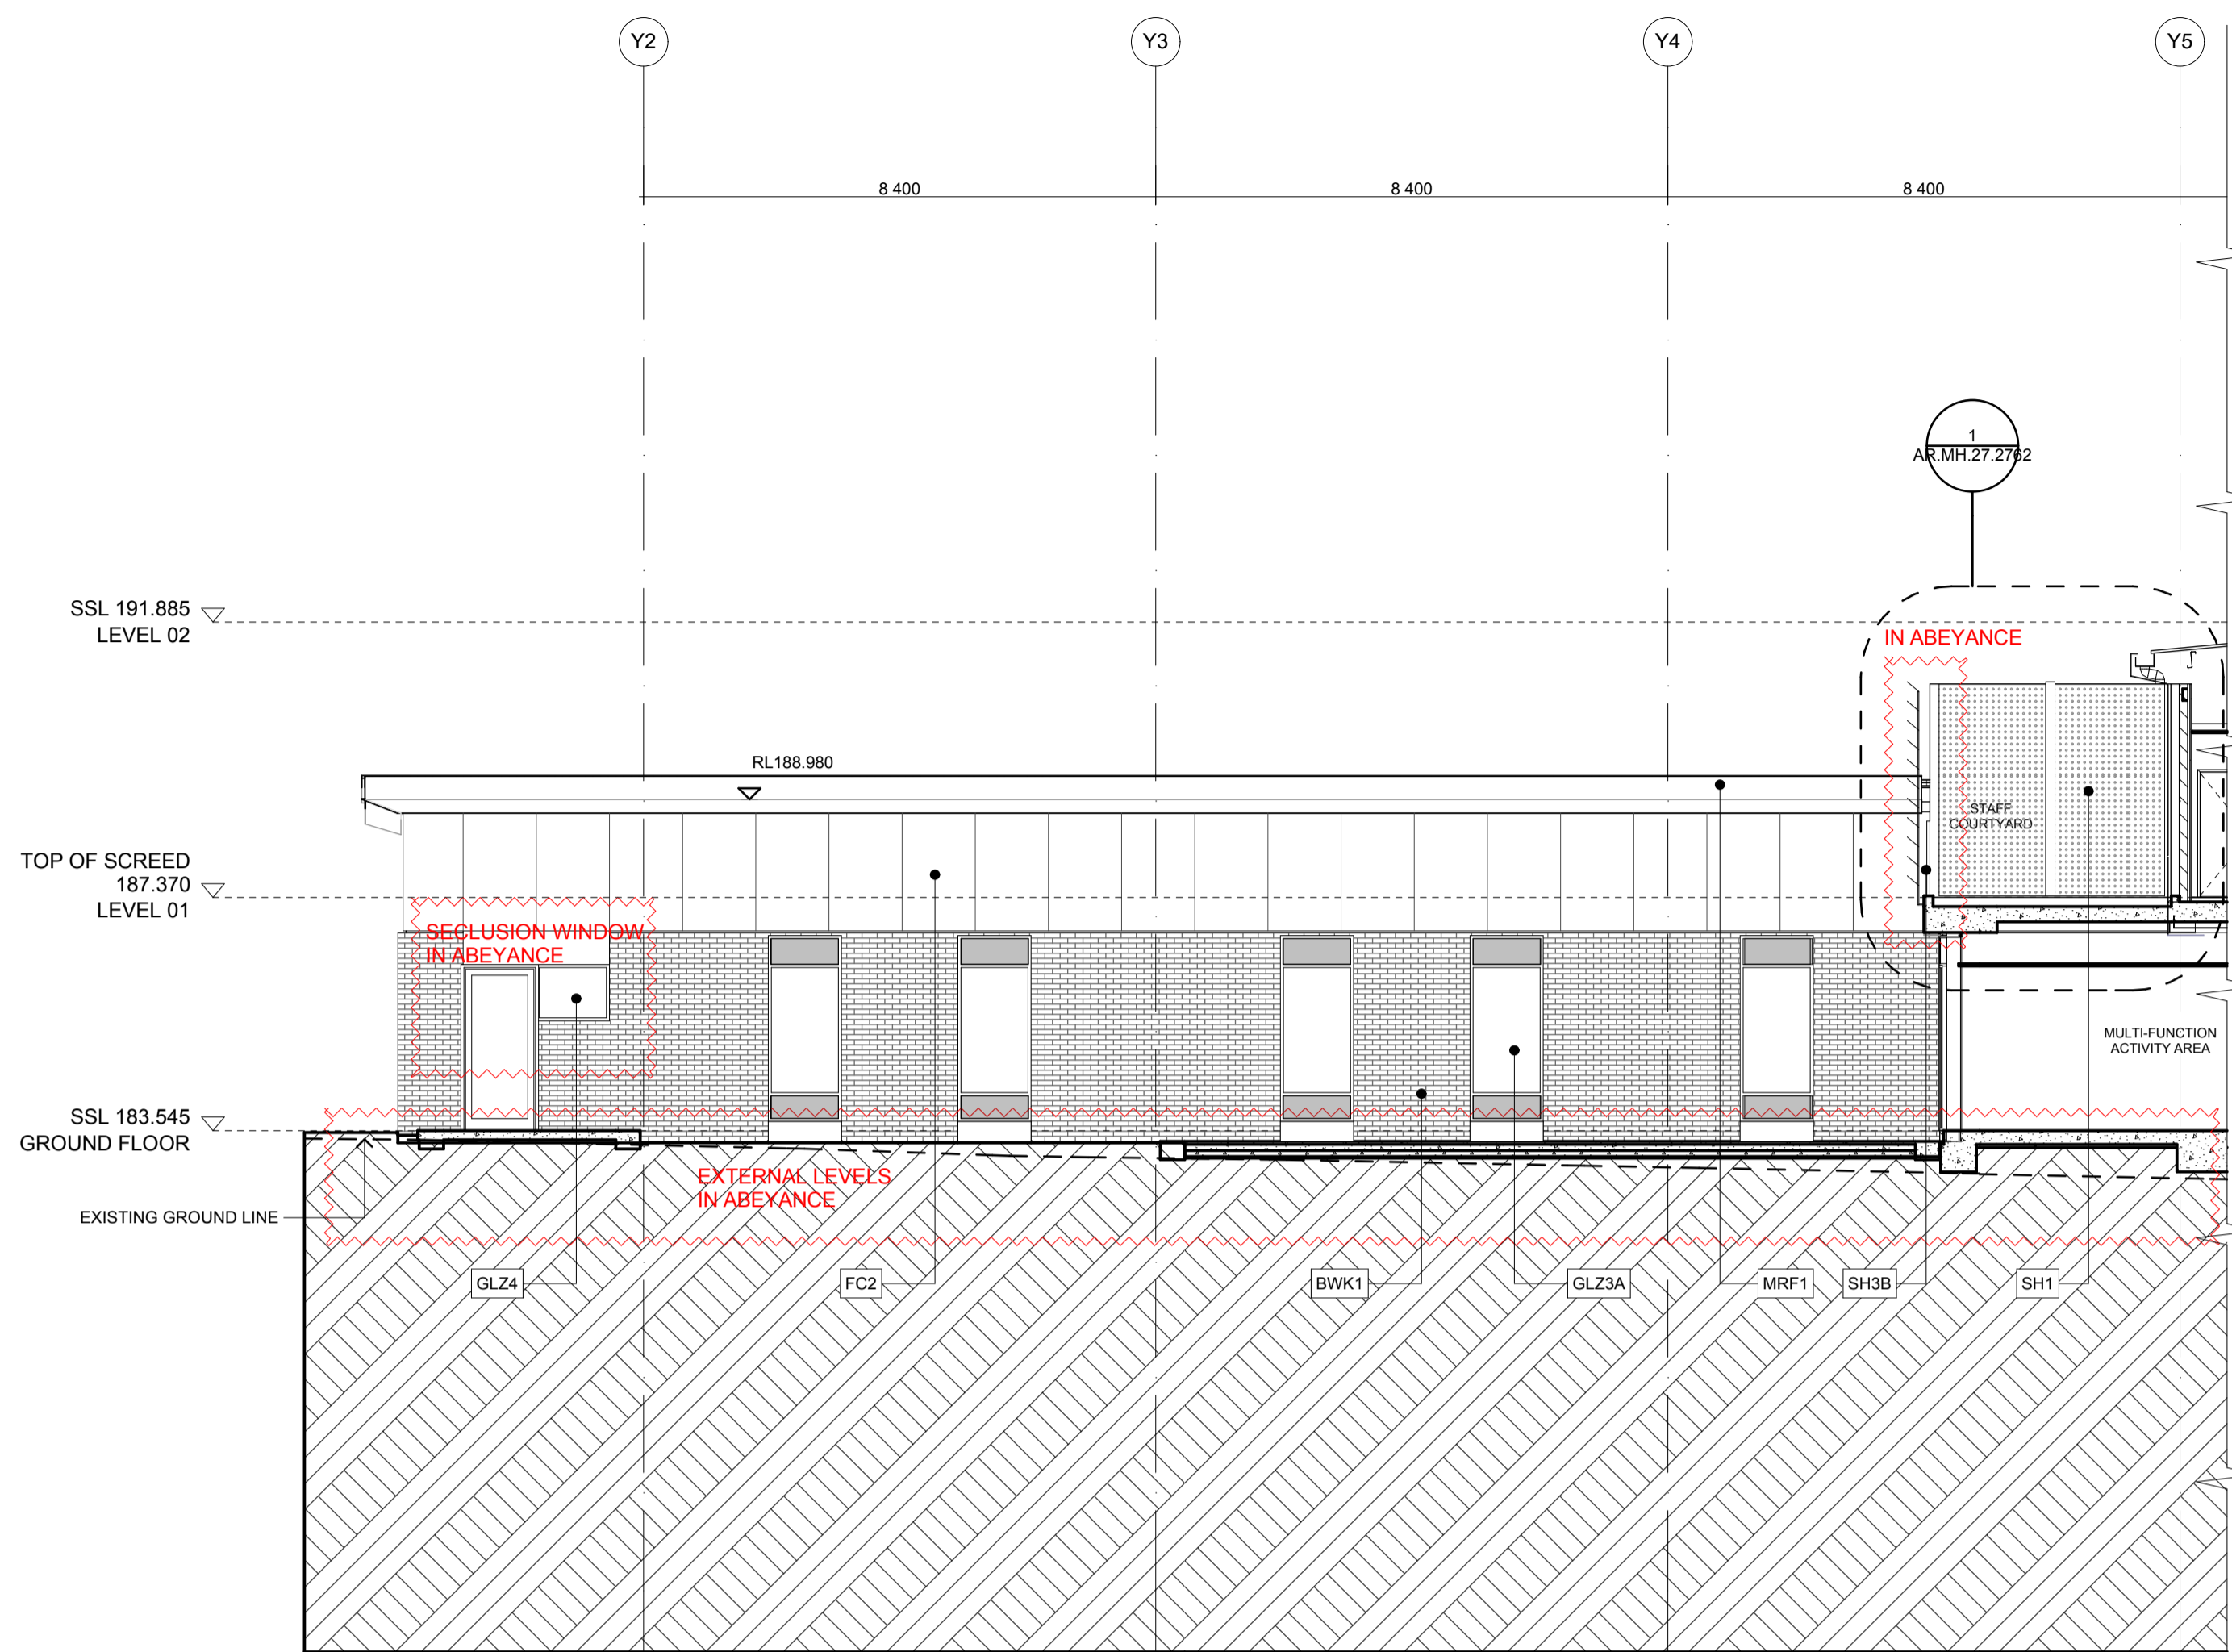 Y2
Y3
Y4
Y5
8 400
8 400
8 400
1
AR.MH.27.2762
SSL 191.885
LEVEL 02
IN ABEYANCE
RL188.980
STAFF
COURTYARD
TOP OF SCREED
187.370
LEVEL 01
SECLUSION WINDOW
IN ABEYANCE
MULTI-FUNCTION
ACTIVITY AREA
SSL 183.545
GROUND FLOOR
EXTERNAL LEVELS
IN ABEYANCE
EXISTING GROUND LINE
GLZ4
FC2
BWK1
GLZ3A
MRF1
SH3B
SH1